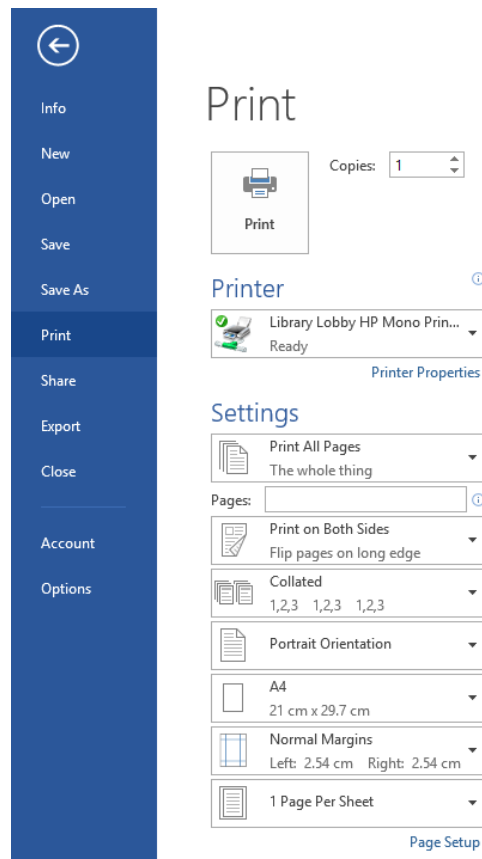 Info
New
Open
Save
Save As
Print
Share
Export
Close
Account
Options
Print
Copies: 1
Print
Printer
Library Lobby HP Mono Prin...
Ready
Printer Properties
Settings
Print All Pages
The whole thing
Pages:
Print on Both Sides
Flip pages on long edge
Collated
1,2,3 1,2,3 1,2,3
Portrait Orientation
A4
21 cm x 29.7 cm
Normal Margins
Left: 2.54 cm Right: 2.54 cm
1 Page Per Sheet
Page Setup